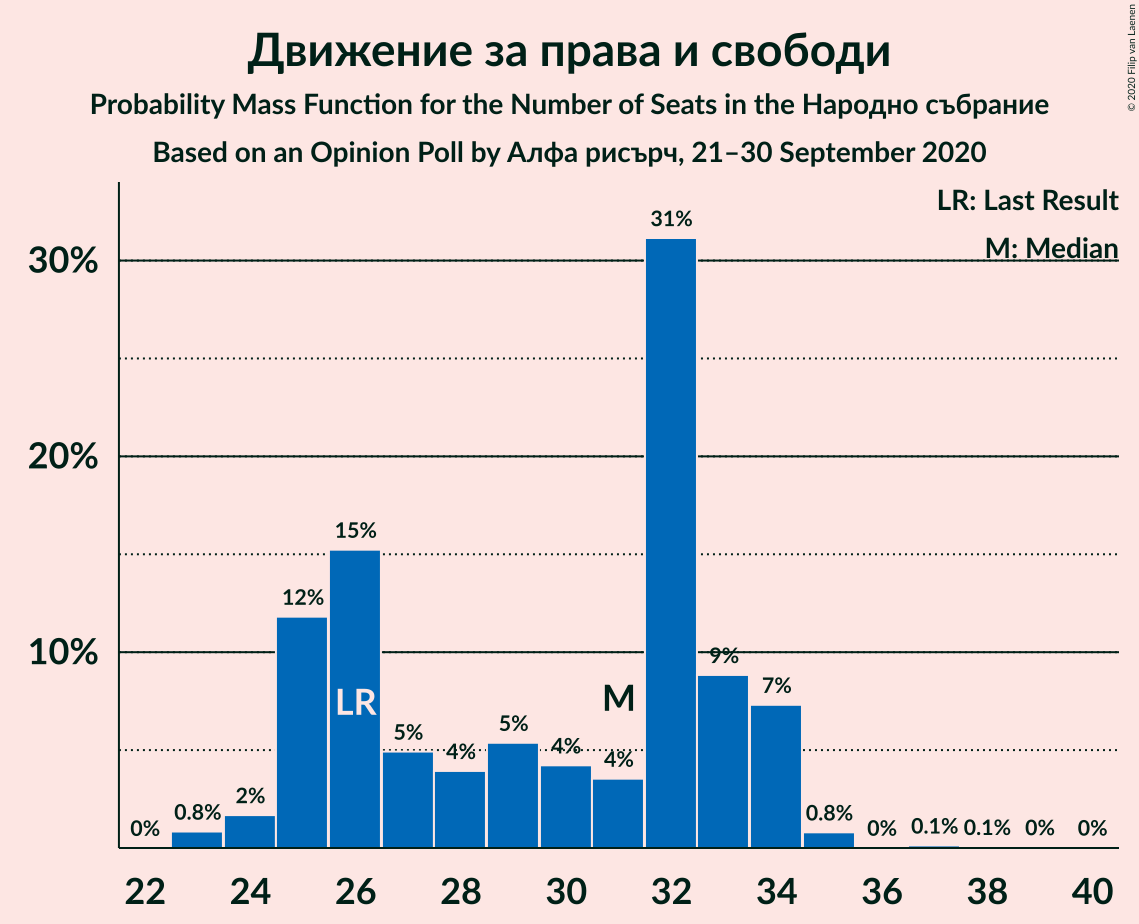 Движение за права и свободи
Probability Mass Function for the Number of Seats in the Народно събрание
Based on an Opinion Poll by Алфа рисърч, 21–30 September 2020
© 2020 Filip van Laenen
LR: Last Result
M: Median
30%
20%
10%
0%
0.8%
2%
12%
15%
5%
4%
5%
4%
4%
31%
9%
7%
0.8%
0%
0.1%
0.1%
0%
0%
LR
M
22 24 26 28 30 32 34 36 38 40